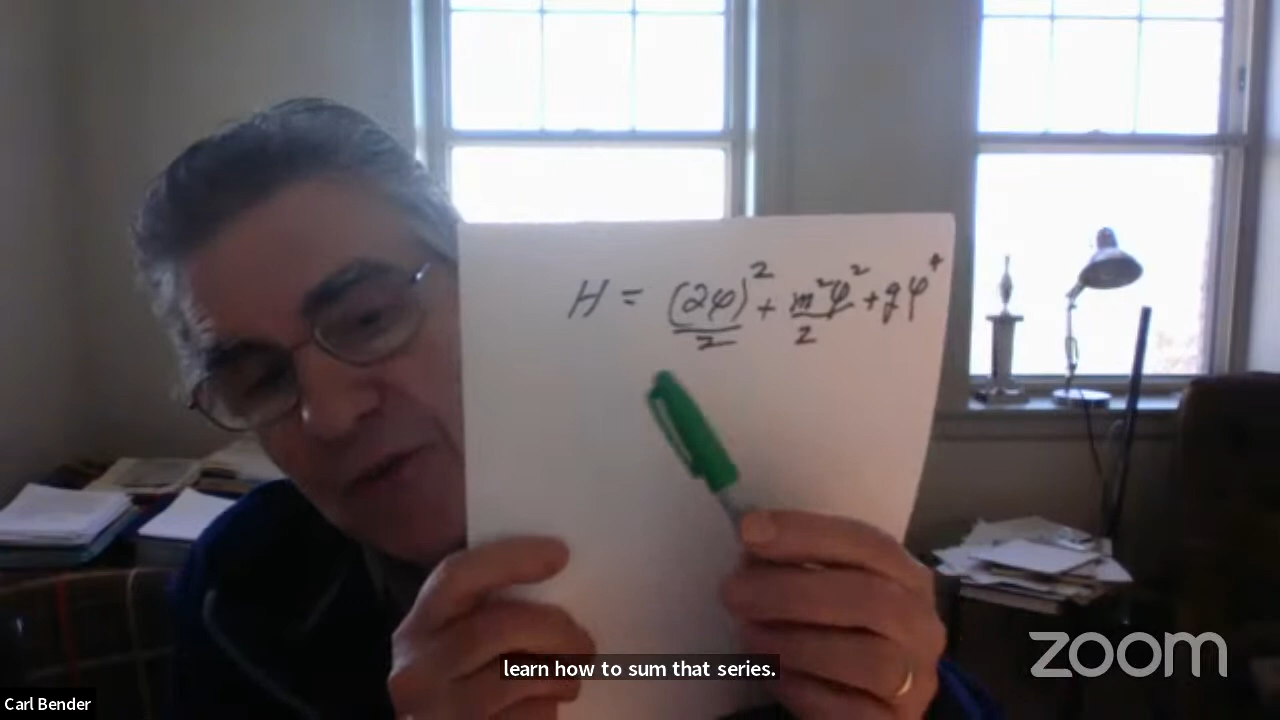 H = (∂φ)²/2 + m²φ²/2 + gφ⁴
learn how to sum that series.
zoom
Carl Bender